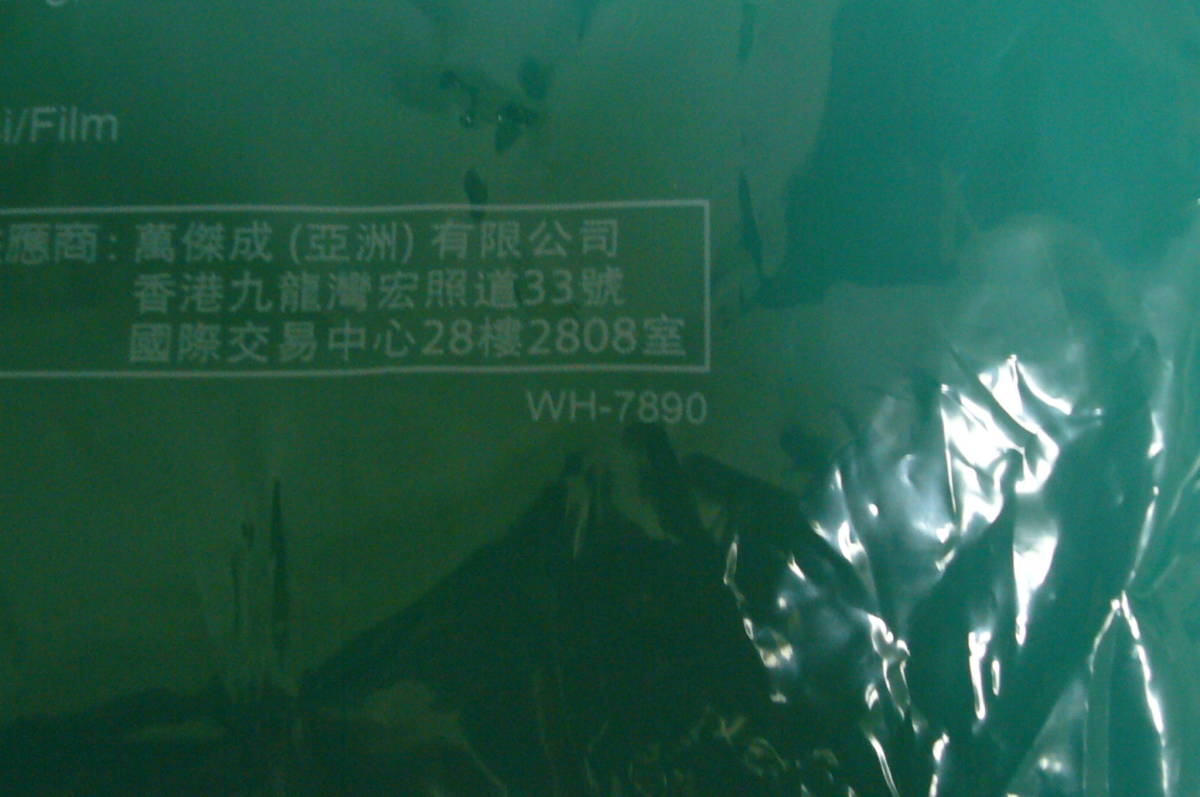 i/Film
應商: 萬傑成 (亞洲) 有限公司
香港九龍灣宏照道33號
國際交易中心28樓2808室
WH-7890